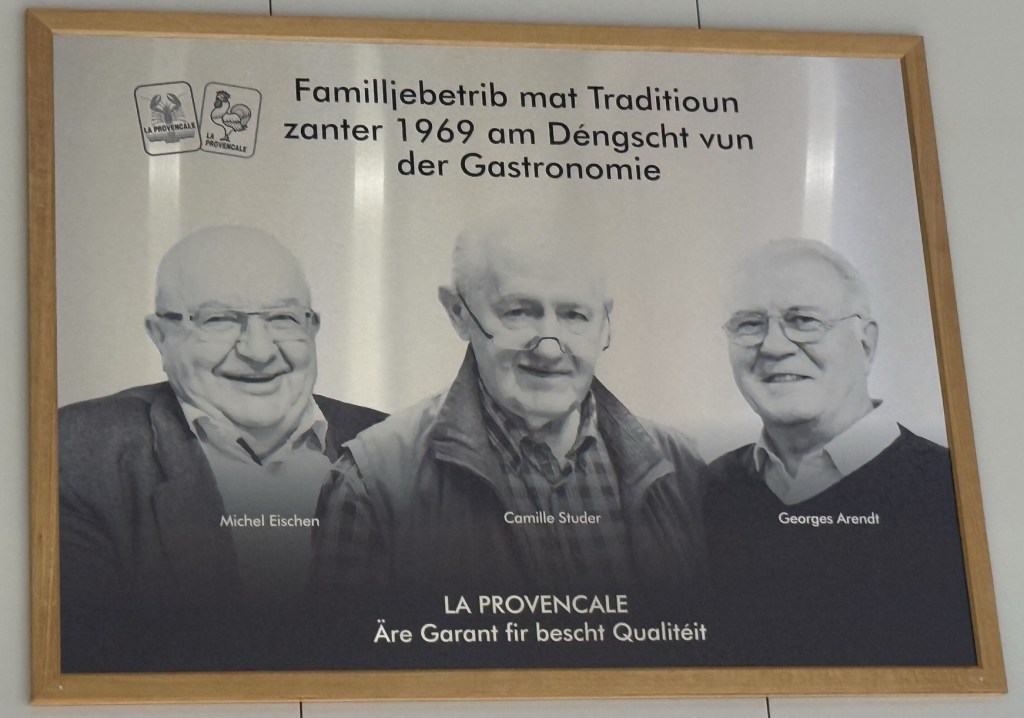 LA PROVENCALE
LA
PROVENCALE
Familljebetrib mat Traditioun
zanter 1969 am Déngscht vun
der Gastronomie
Michel Eischen
Camille Studer
Georges Arendt
LA PROVENCALE
Äre Garant fir bescht Qualitéit